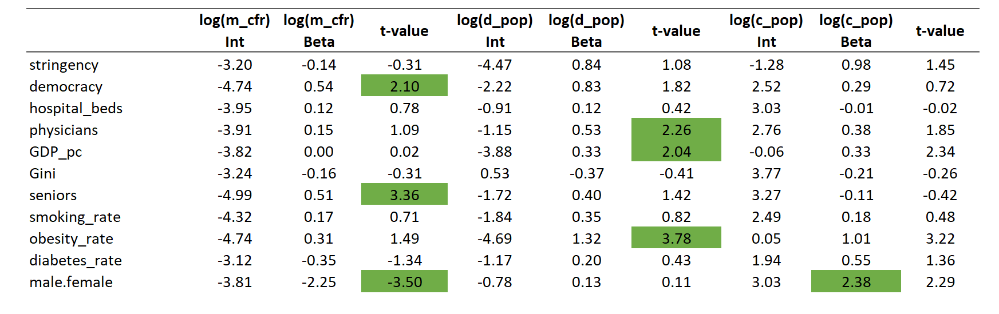 log(m_cfr) Int log(m_cfr) Beta t-value log(d_pop) Int log(d_pop) Beta t-value log(c_pop) Int log(c_pop) Beta t-value
stringency -3.20 -0.14 -0.31 -4.47 0.84 1.08 -1.28 0.98 1.45
democracy -4.74 0.54 2.10 -2.22 0.83 1.82 2.52 0.29 0.72
hospital_beds -3.95 0.12 0.78 -0.91 0.12 0.42 3.03 -0.01 -0.02
physicians -3.91 0.15 1.09 -1.15 0.53 2.26 2.76 0.38 1.85
GDP_pc -3.82 0.00 0.02 -3.88 0.33 2.04 -0.06 0.33 2.34
Gini -3.24 -0.16 -0.31 0.53 -0.37 -0.41 3.77 -0.21 -0.26
seniors -4.99 0.51 3.36 -1.72 0.40 1.42 3.27 -0.11 -0.42
smoking_rate -4.32 0.17 0.71 -1.84 0.35 0.82 2.49 0.18 0.48
obesity_rate -4.74 0.31 1.49 -4.69 1.32 3.78 0.05 1.01 3.22
diabetes_rate -3.12 -0.35 -1.34 -1.17 0.20 0.43 1.94 0.55 1.36
male.female -3.81 -2.25 -3.50 -0.78 0.13 0.11 3.03 2.38 2.29